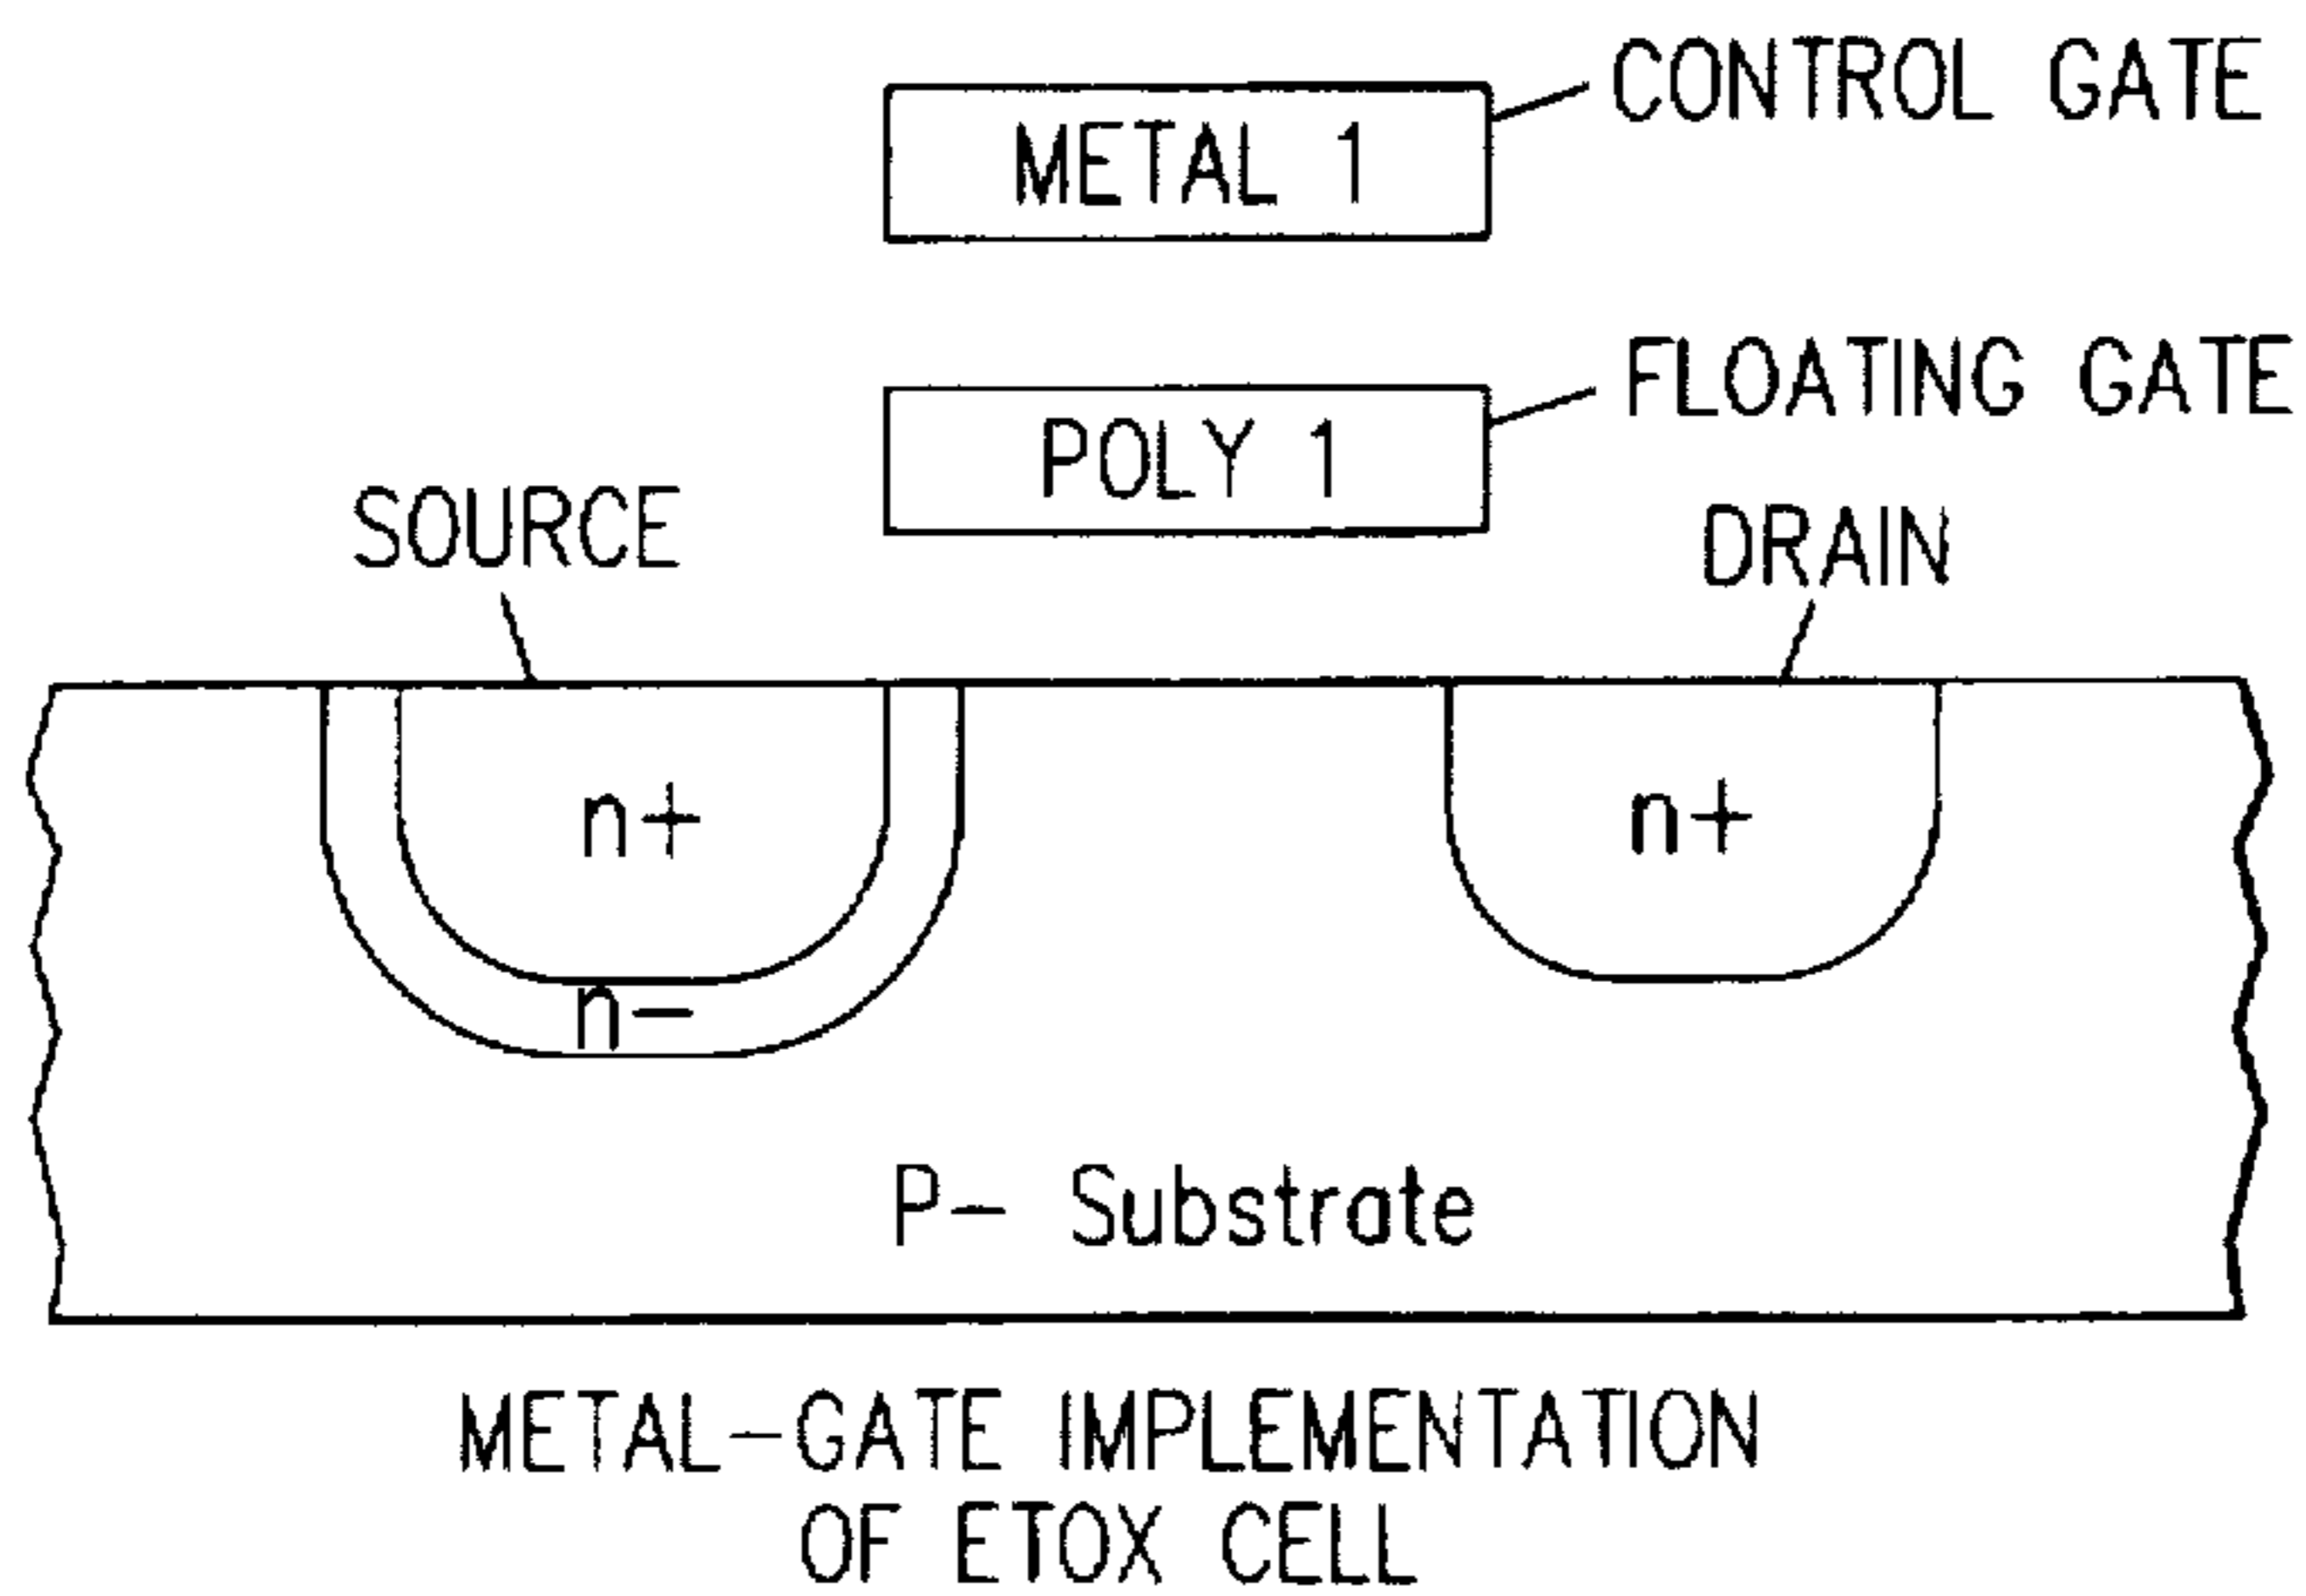 CONTROL GATE
METAL 1
FLOATING GATE
POLY 1
SOURCE
DRAIN
n+
n+
n-
P- Substrate
METAL-GATE IMPLEMENTATION
OF ETOX CELL